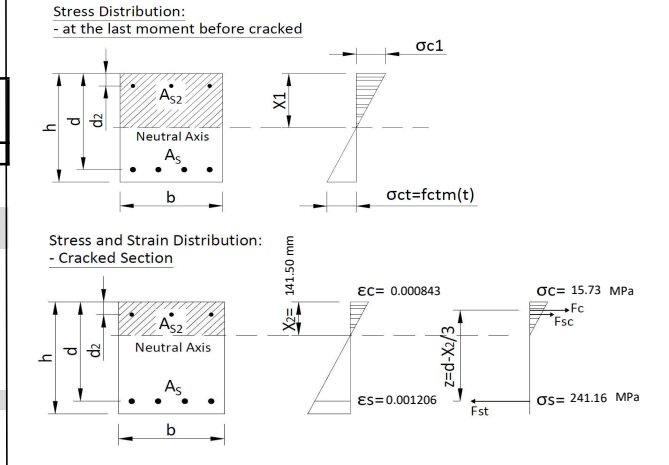 Stress Distribution:
- at the last moment before cracked
σc1
h
d
d2
AS2
X1
Neutral Axis
AS
b
σct=fctm(t)
Stress and Strain Distribution:
- Cracked Section
X2= 141.50 mm
εc= 0.000843
σc= 15.73 MPa
Fc
Fsc
h
d
d2
AS2
Neutral Axis
z=d-X2/3
AS
εs=0.001206
Fst
σs= 241.16 MPa
b